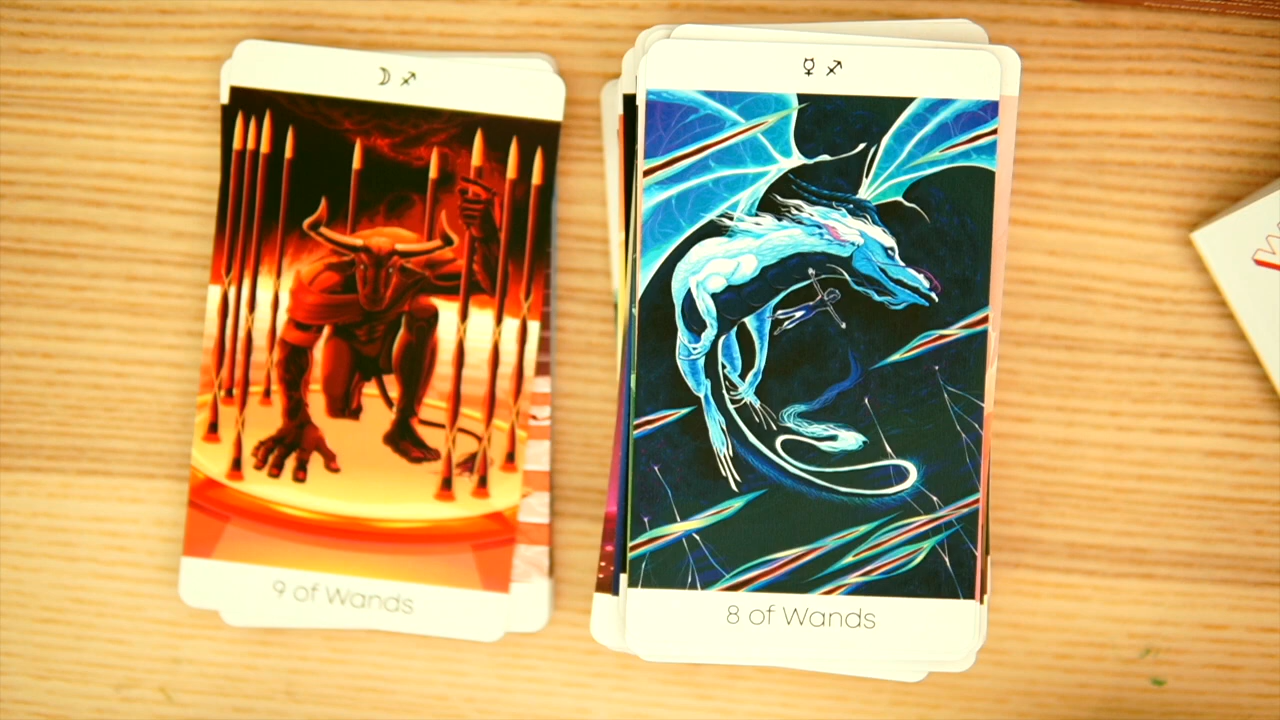 ☽ ♐
9 of Wands
☿ ♐
8 of Wands